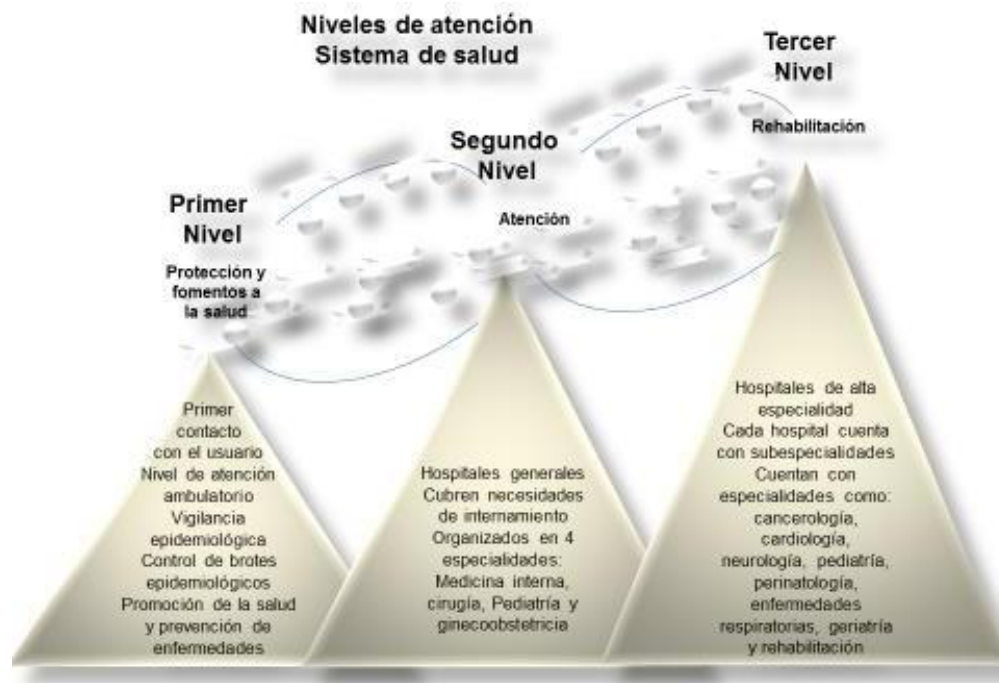 Niveles de atención
Sistema de salud
Primer
Nivel
Protección y
fomentos a
la salud
Primer
contacto
con el usuario
Nivel de atención
ambulatorio
Vigilancia
epidemiológica
Control de brotes
epidemiológicos
Promoción de la salud
y prevención de
enfermedades
Segundo
Nivel
Atención
Hospitales generales
Cubren necesidades
de internamiento
Organizados en 4
especialidades:
Medicina interna,
cirugía, Pediatría y
ginecoobstetricia
Tercer
Nivel
Rehabilitación
Hospitales de alta
especialidad
Cada hospital cuenta
con subespecialidades
Cuentan con
especialidades como:
cancerología,
cardiología,
neurología, pediatría,
perinatología,
enfermedades
respiratorias, geriatría
y rehabilitación